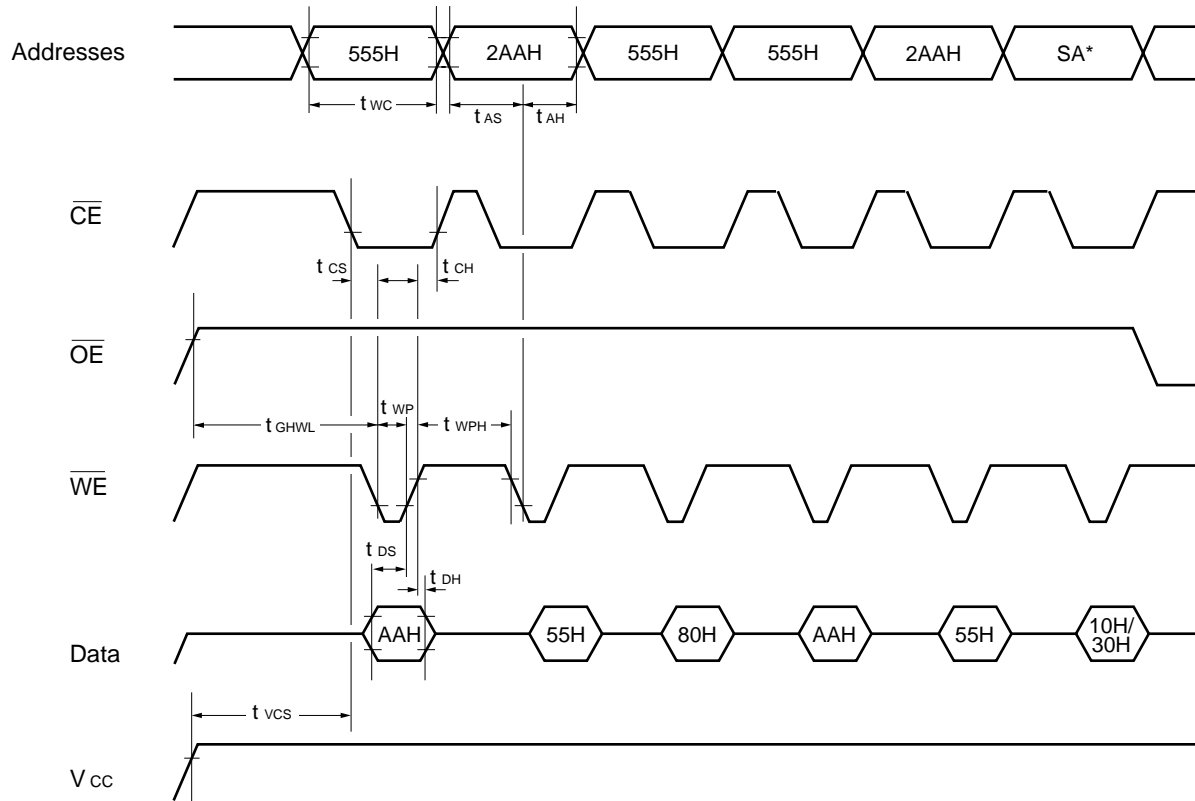 Addresses
555H 2AAH 555H 555H 2AAH SA*
t WC t AS t AH
CE
t CS t CH
OE
t GHWL t WP t WPH
WE
t DS t DH
Data
AAH 55H 80H AAH 55H 10H/
30H
t VCS
V CC